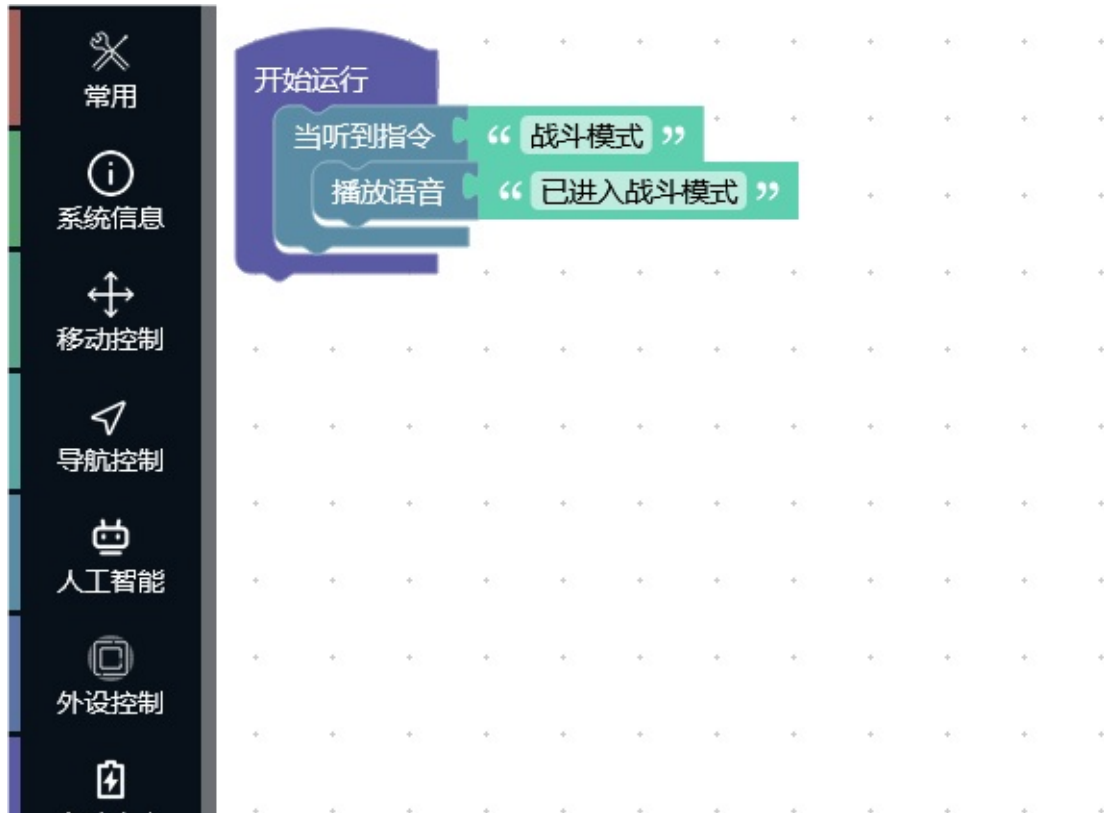 常用
系统信息
移动控制
导航控制
人工智能
外设控制
开始运行
当听到指令 “ 战斗模式 ”
播放语音 “ 已进入战斗模式 ”